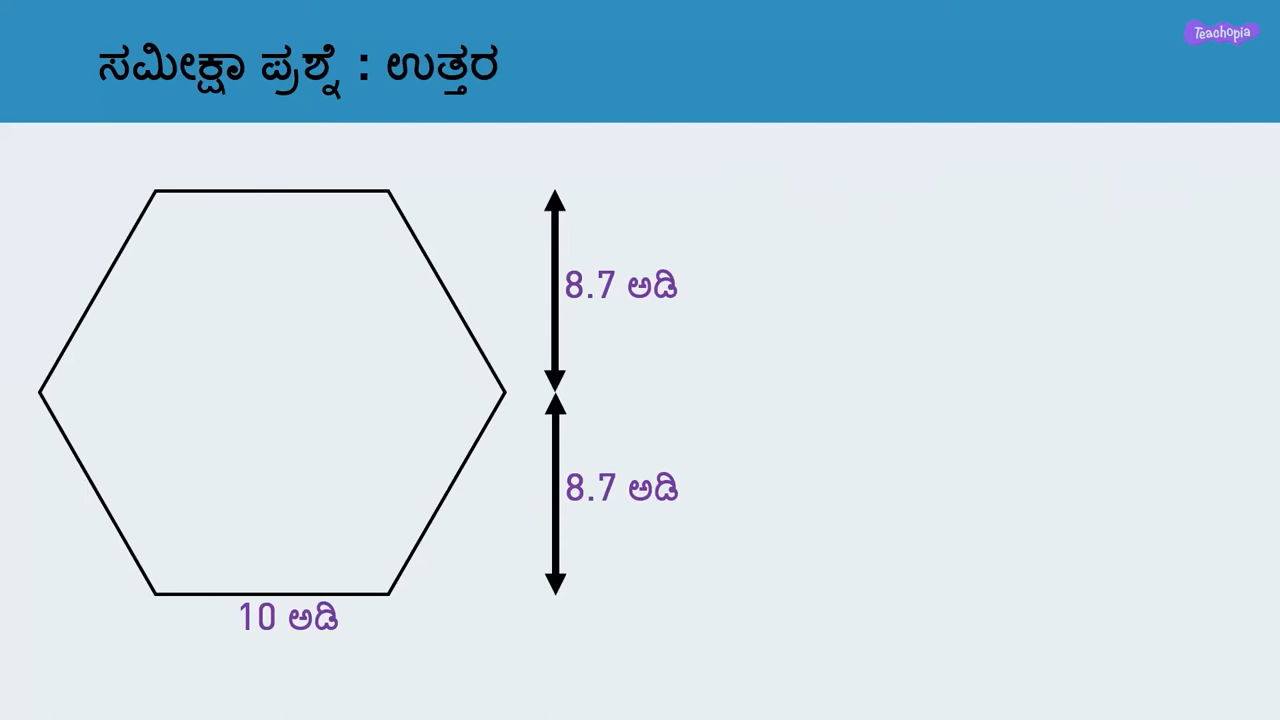 Teachopia
ಸಮೀಕ್ಷಾ ಪ್ರಶ್ನೆ : ಉತ್ತರ
8.7 ಅಡಿ
8.7 ಅಡಿ
10 ಅಡಿ